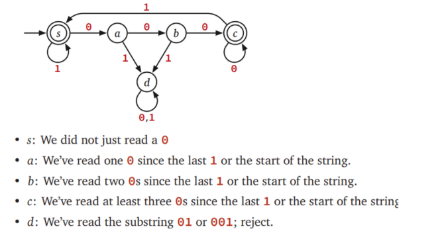 1
s 0 a 0 b 0 c
1 1 1 0
d
0,1
• s: We did not just read a 0
• a: We've read one 0 since the last 1 or the start of the string.
• b: We've read two 0s since the last 1 or the start of the string.
• c: We've read at least three 0s since the last 1 or the start of the string
• d: We've read the substring 01 or 001; reject.